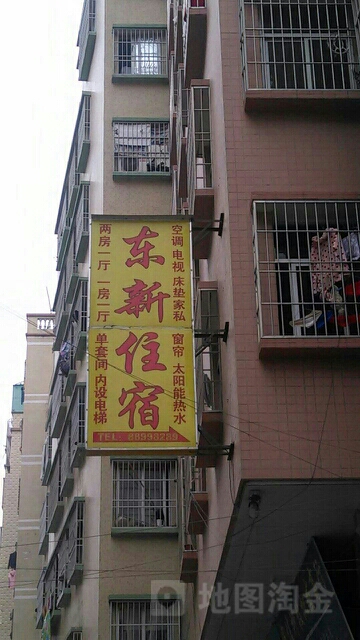 东新住宿
两房一厅 一房一厅 单套间 内设电梯
空调 电视 床垫家私 窗帘 太阳能热水
TEL: 88993289
地图淘金